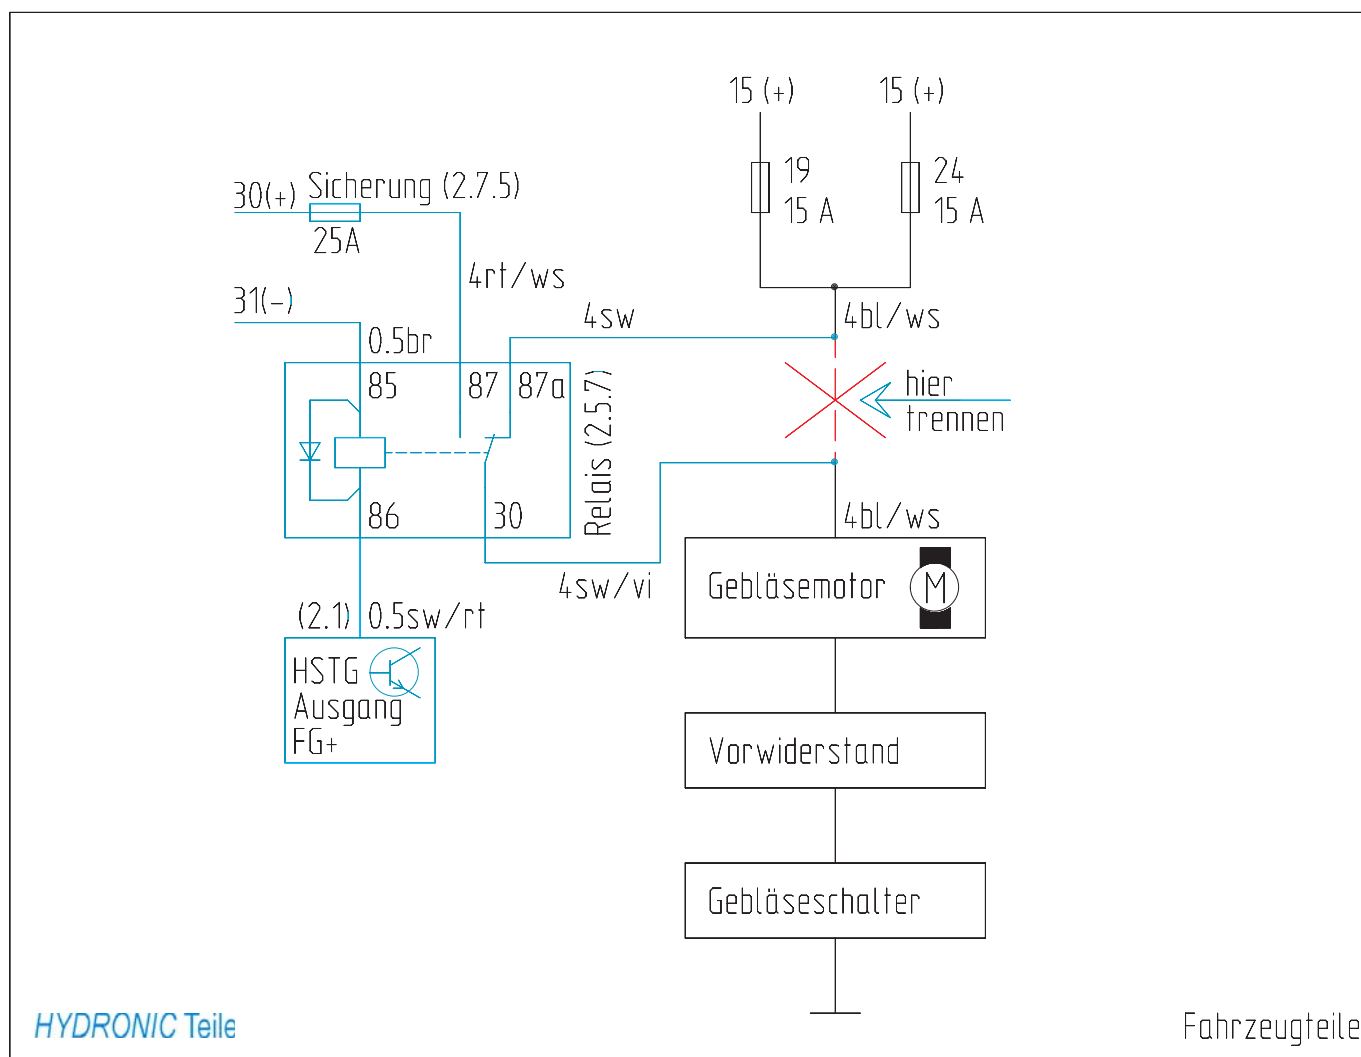 15 (+)
15 (+)
19
15 A
24
15 A
30(+)
Sicherung (2.7.5)
25A
4rt/ws
31(-)
0.5br
4sw
4bl/ws
85
87
87a
hier
trennen
Relais (2.5.7)
86
30
4bl/ws
4sw/vi
Gebläsemotor
M
(2.1)
0.5sw/rt
HSTG
Ausgang
FG+
Vorwiderstand
Gebläseschalter
HYDRONIC Teile
Fahrzeugteile